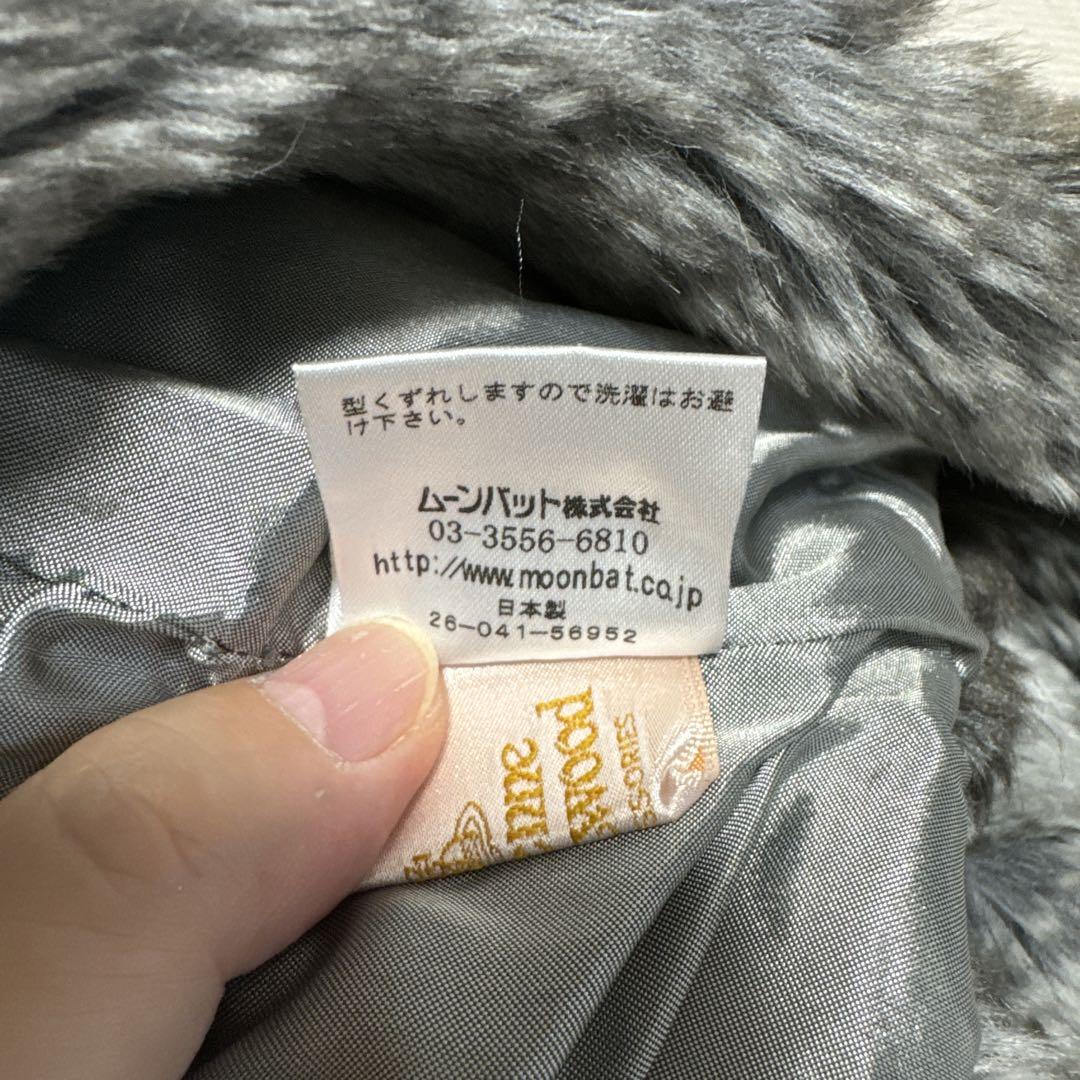 型くずれしますので洗濯はお避
け下さい。
ムーンバット株式会社
03-3556-6810
http://www.moonbat.co.jp
日本製
26-041-56952